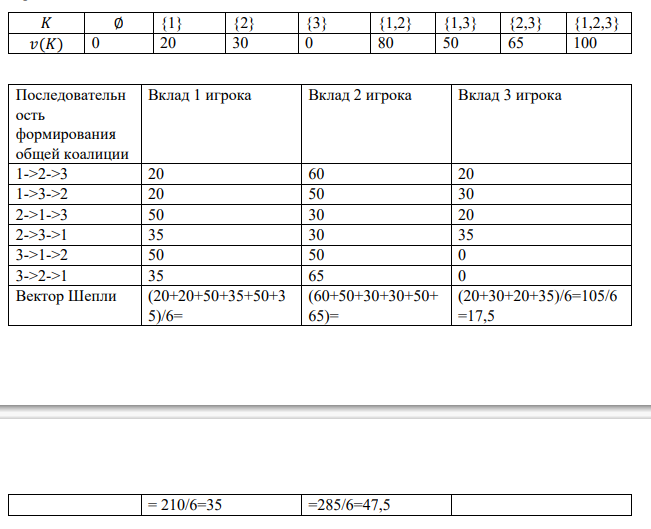 K ∅ {1} {2} {3} {1,2} {1,3} {2,3} {1,2,3}
v(K) 0 20 30 0 80 50 65 100
Последовательн
ость
формирования
общей коалиции
Вклад 1 игрока
Вклад 2 игрока
Вклад 3 игрока
1->2->3 20 60 20
1->3->2 20 50 30
2->1->3 50 30 20
2->3->1 35 30 35
3->1->2 50 50 0
3->2->1 35 65 0
Вектор Шепли
(20+20+50+35+50+3
5)/6=
(60+50+30+30+50+
65)=
(20+30+20+35)/6=105/6
=17,5
= 210/6=35
=285/6=47,5